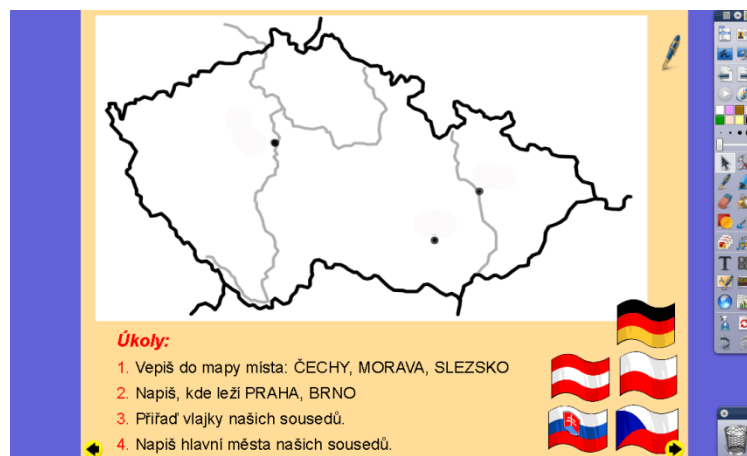 Úkoly:
1. Vepiš do mapy místa: ČECHY, MORAVA, SLEZSKO
2. Napiš, kde leží PRAHA, BRNO
3. Přiřaď vlajky našich sousedů.
4. Napiš hlavní města našich sousedů.